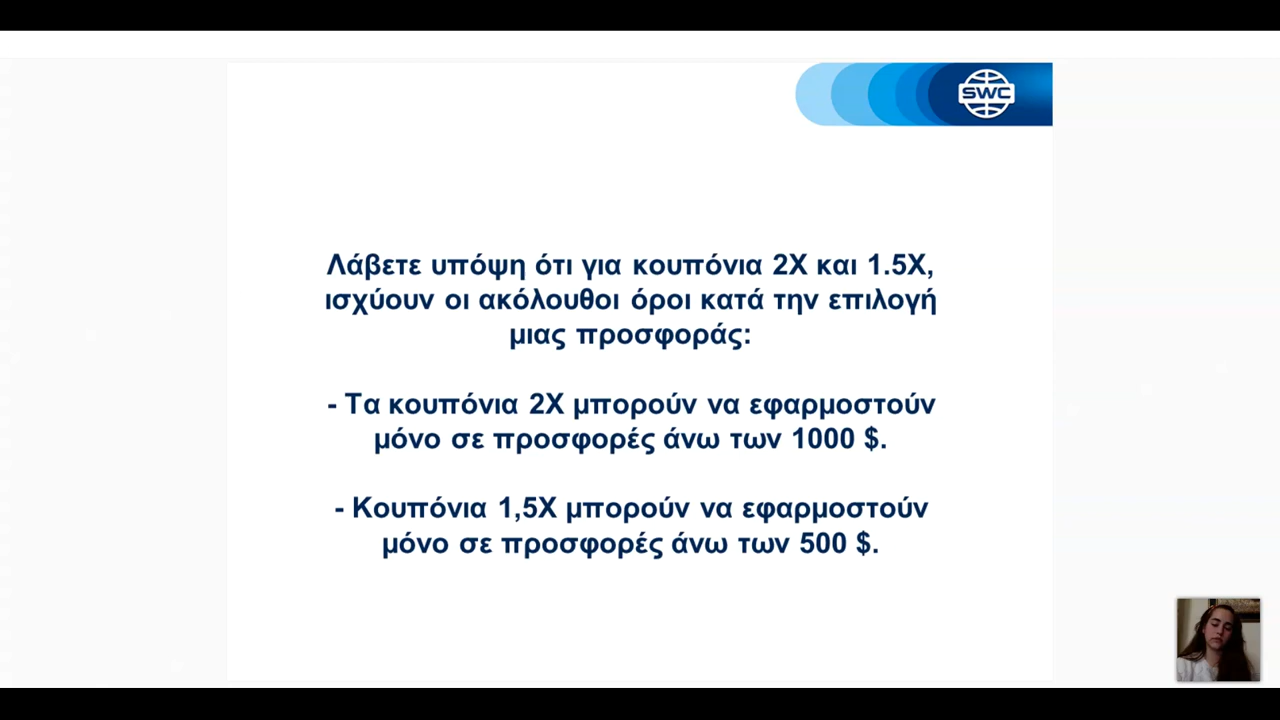 SWC
Λάβετε υπόψη ότι για κουπόνια 2X και 1.5X,
ισχύουν οι ακόλουθοι όροι κατά την επιλογή
μιας προσφοράς:
- Τα κουπόνια 2X μπορούν να εφαρμοστούν
μόνο σε προσφορές άνω των 1000 $.
- Κουπόνια 1,5X μπορούν να εφαρμοστούν
μόνο σε προσφορές άνω των 500 $.